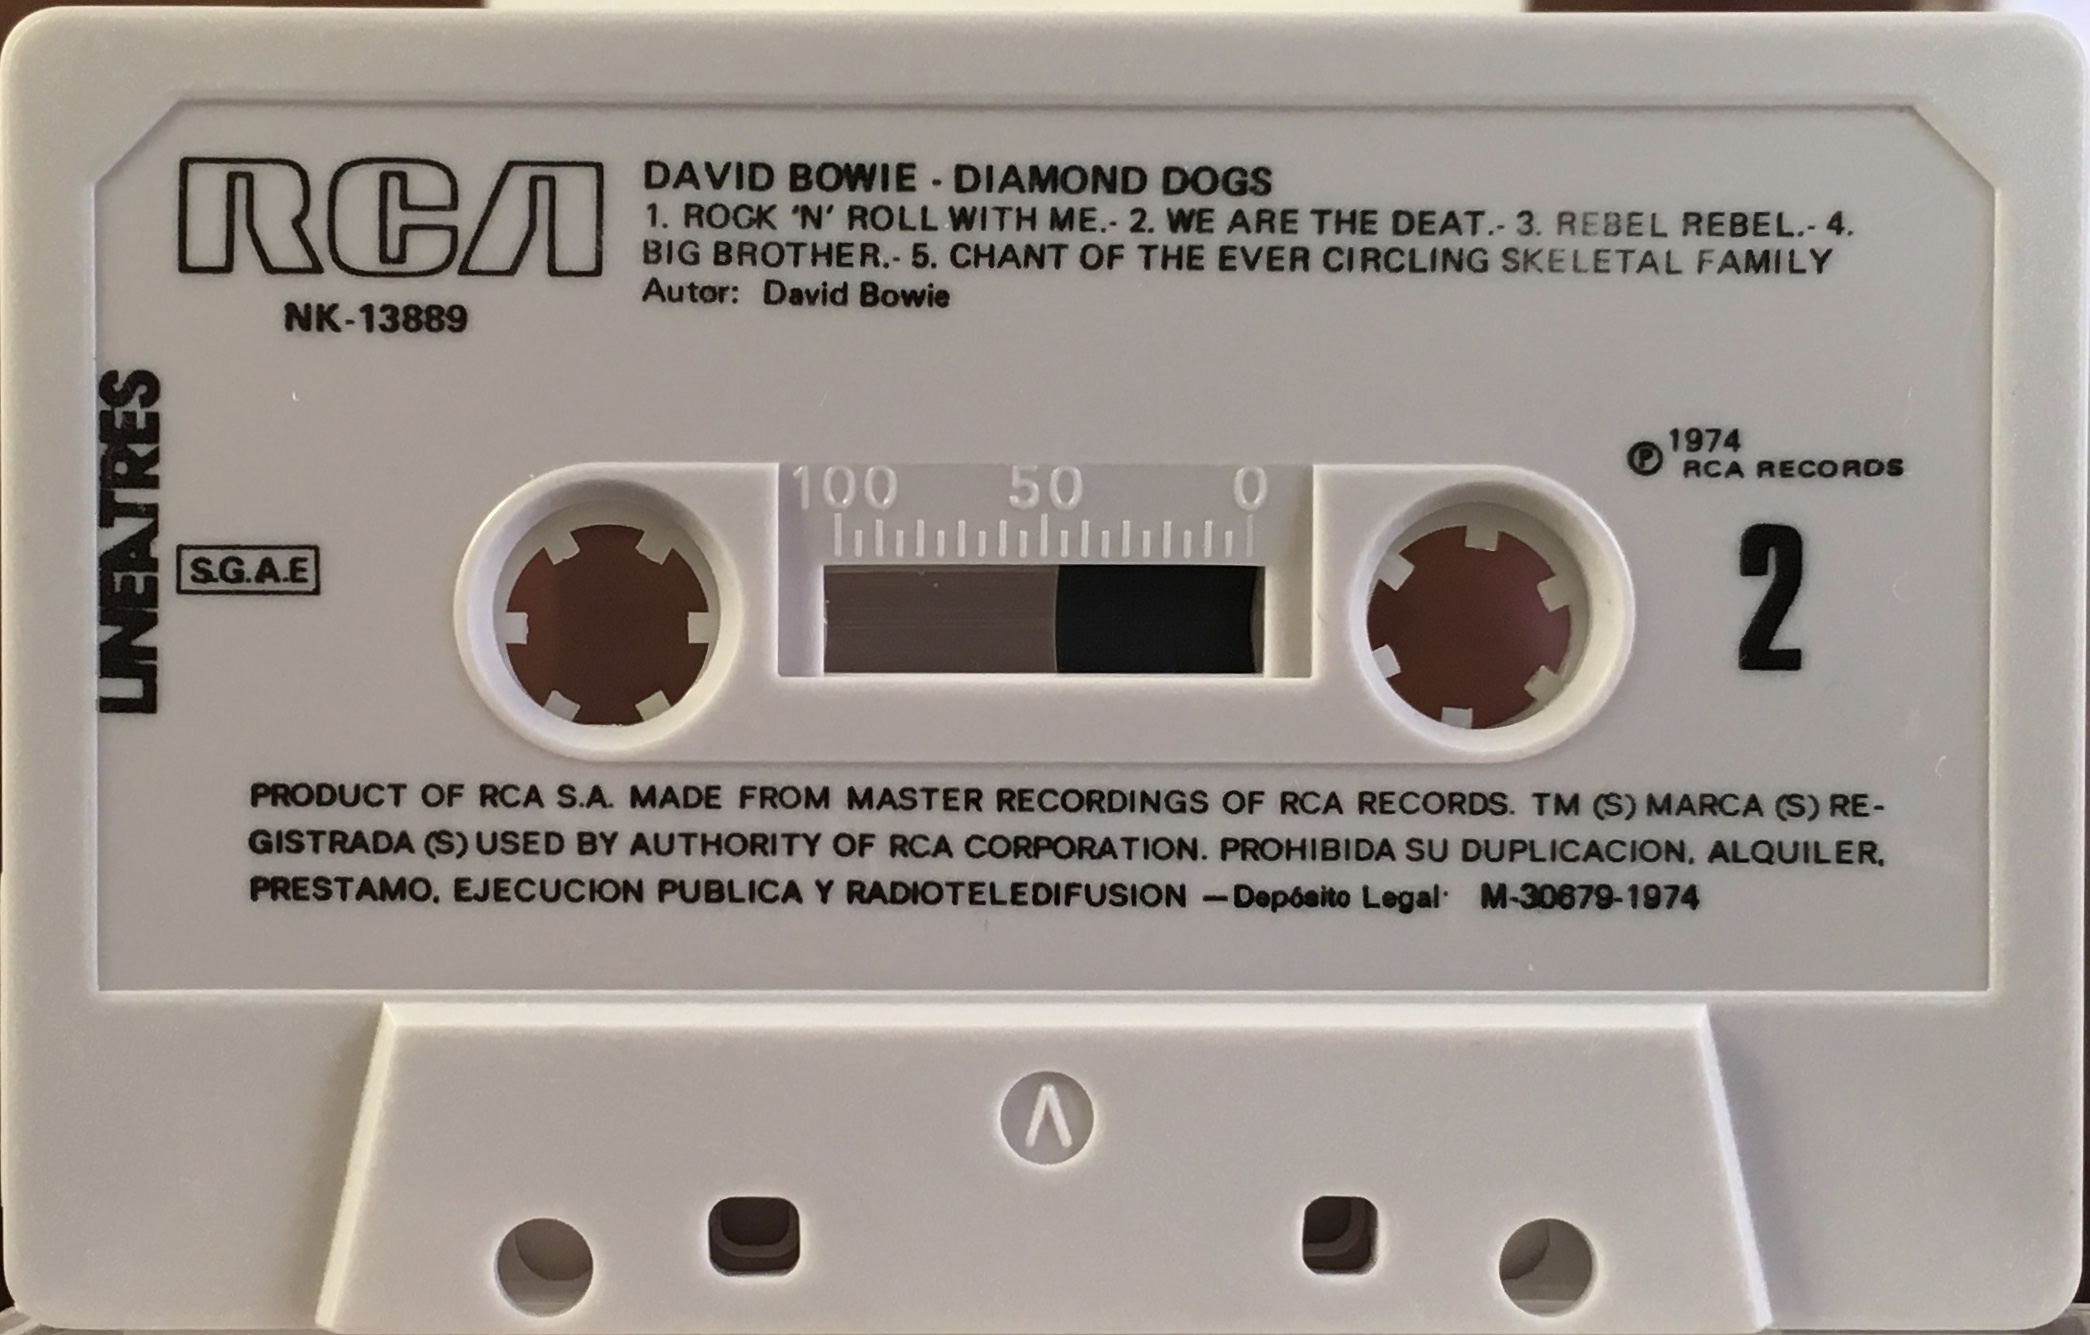 RCA
NK-13889
DAVID BOWIE - DIAMOND DOGS
1. ROCK 'N' ROLL WITH ME.- 2. WE ARE THE DEAT.- 3. REBEL REBEL.- 4.
BIG BROTHER.- 5. CHANT OF THE EVER CIRCLING SKELETAL FAMILY
Autor: David Bowie
LINEATRES
S.G.A.E
100 50 0
℗ 1974
RCA RECORDS
2
PRODUCT OF RCA S.A. MADE FROM MASTER RECORDINGS OF RCA RECORDS. TM (S) MARCA (S) RE-
GISTRADA (S) USED BY AUTHORITY OF RCA CORPORATION. PROHIBIDA SU DUPLICACION, ALQUILER,
PRESTAMO, EJECUCION PUBLICA Y RADIOTELEDIFUSION —Depósito Legal· M-30679-1974